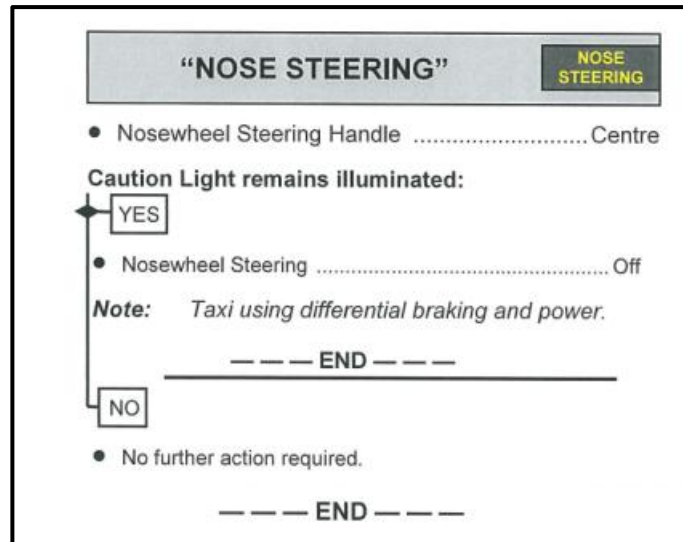 "NOSE STEERING"
NOSE
STEERING
● Nosewheel Steering Handle ........................... Centre
Caution Light remains illuminated:
YES
● Nosewheel Steering ................................................ Off
Note: Taxi using differential braking and power.
— — — END — — —
NO
● No further action required.
— — — END — — —